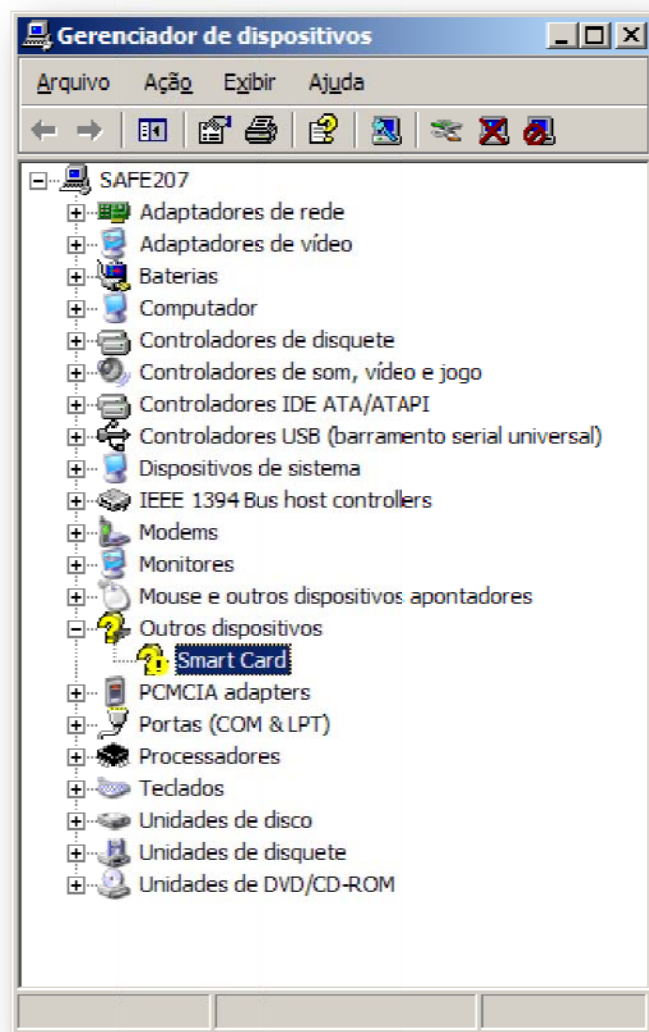 Gerenciador de dispositivos
Arquivo Ação Exibir Ajuda
SAFE207
Adaptadores de rede
Adaptadores de vídeo
Baterias
Computador
Controladores de disquete
Controladores de som, vídeo e jogo
Controladores IDE ATA/ATAPI
Controladores USB (barramento serial universal)
Dispositivos de sistema
IEEE 1394 Bus host controllers
Modems
Monitores
Mouse e outros dispositivos apontadores
Outros dispositivos
Smart Card
PCMCIA adapters
Portas (COM & LPT)
Processadores
Teclados
Unidades de disco
Unidades de disquete
Unidades de DVD/CD-ROM